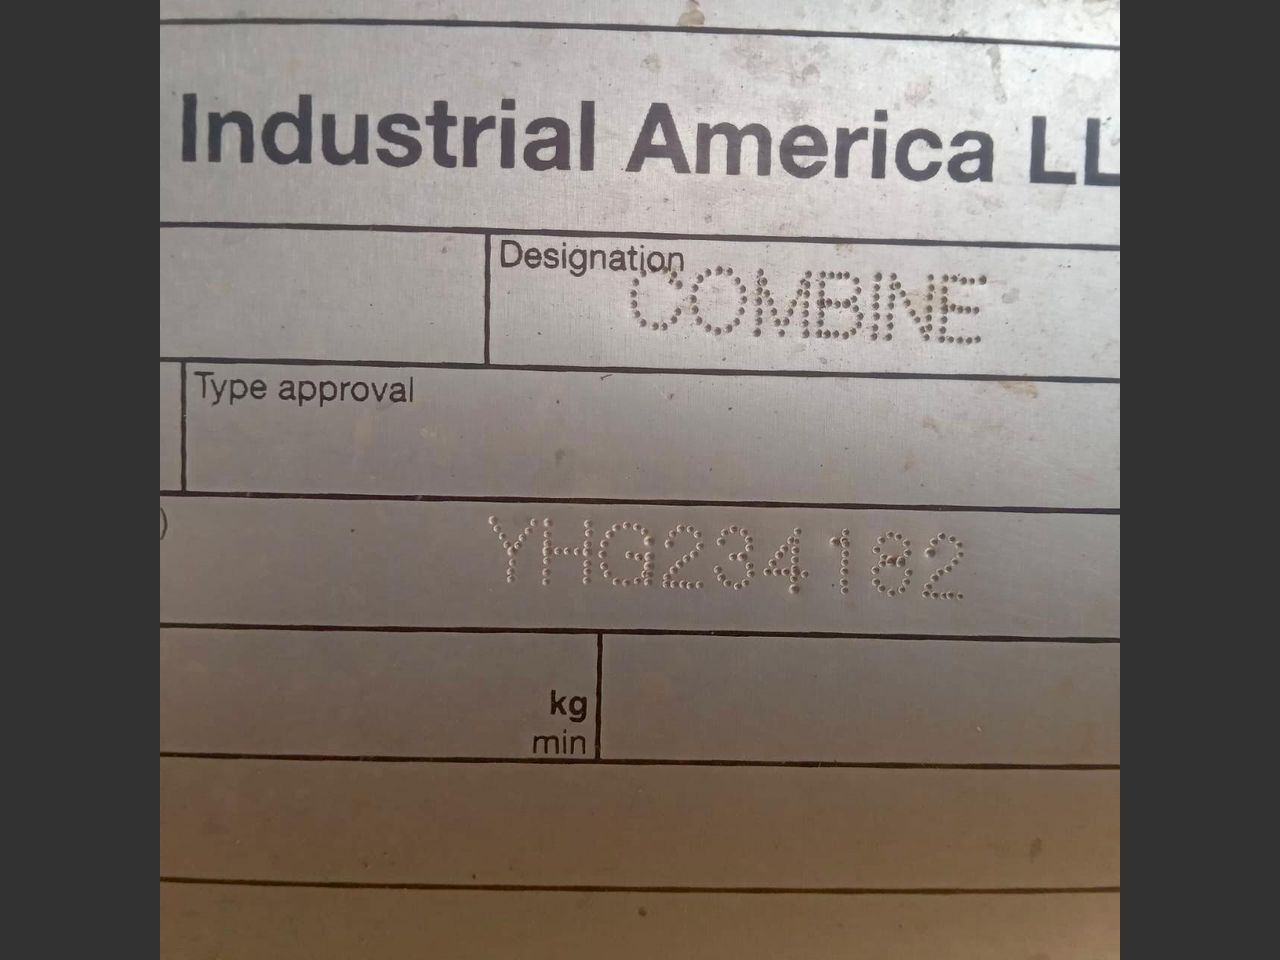 Industrial America LL
Designation
COMBINE
Type approval
)
YHG234182
kg
min